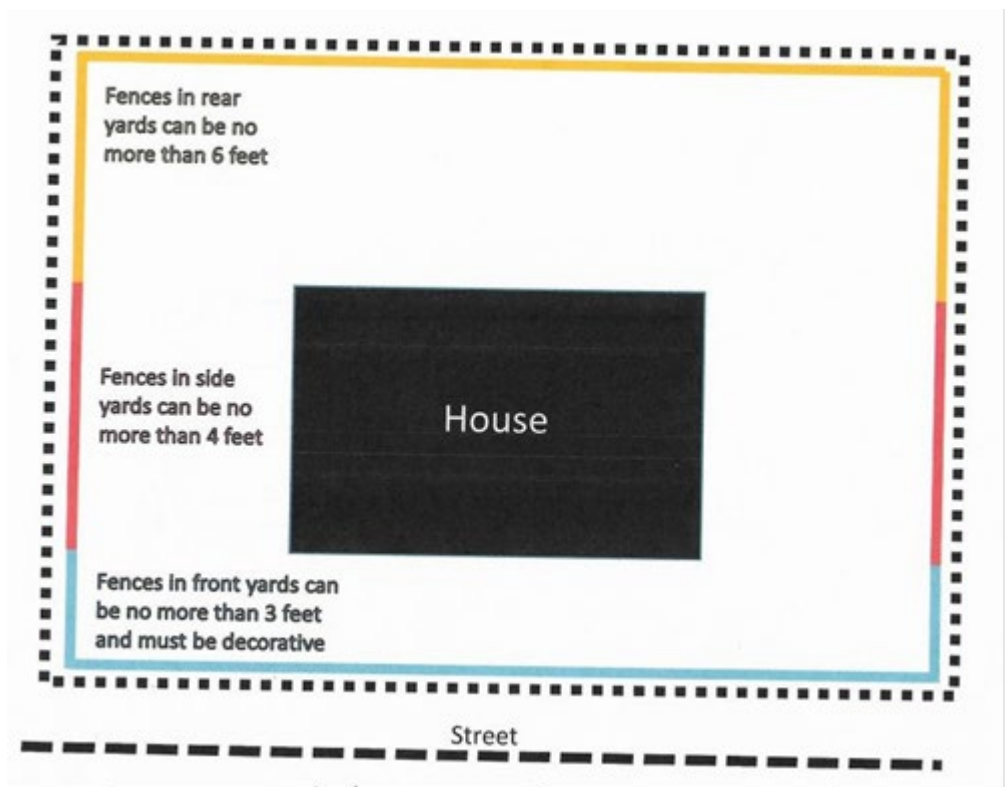 Fences in rear
yards can be no
more than 6 feet
Fences in side
yards can be no
more than 4 feet
House
Fences in front yards can
be no more than 3 feet
and must be decorative
Street